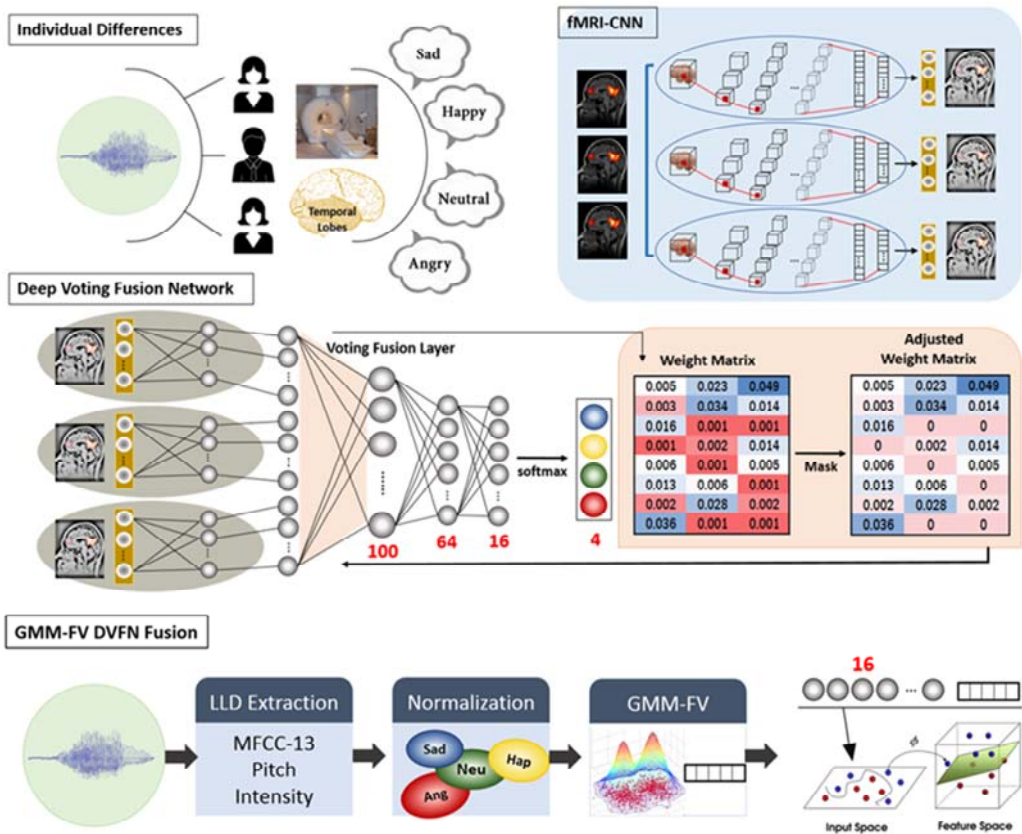 Individual Differences
Sad
Happy
Neutral
Angry
Temporal
Lobes
fMRI-CNN
Deep Voting Fusion Network
Voting Fusion Layer
100
64
16
softmax
4
Weight Matrix
0.005 0.023 0.049
0.003 0.034 0.014
0.016 0.001 0.001
0.001 0.002 0.014
0.006 0.001 0.005
0.013 0.006 0.001
0.002 0.028 0.002
0.036 0.001 0.001
Mask
Adjusted
Weight Matrix
0.005 0.023 0.049
0.003 0.034 0.014
0.016 0 0
0 0.002 0.014
0.006 0 0.005
0.013 0.006 0
0.002 0.028 0.002
0.036 0 0
GMM-FV DVFN Fusion
LLD Extraction
MFCC-13
Pitch
Intensity
Normalization
Sad
Hap
Neu
Ang
GMM-FV
16
...
Input Space
Feature Space